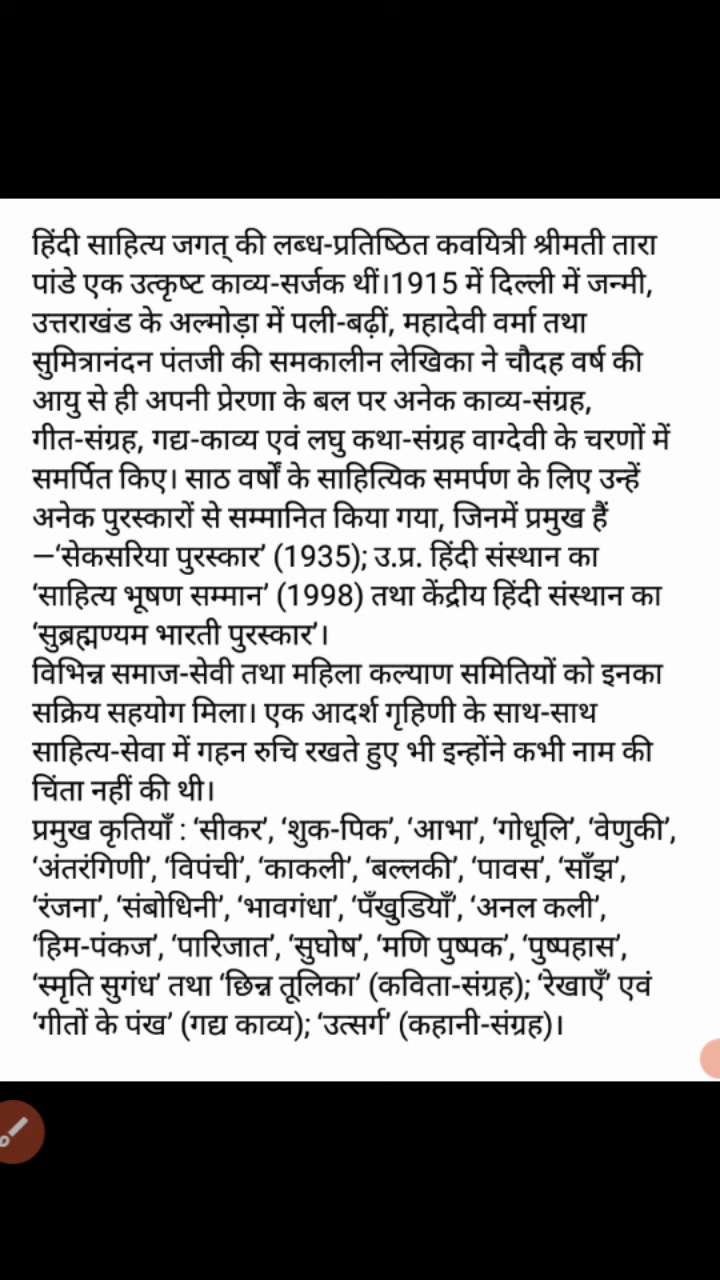 हिंदी साहित्य जगत् की लब्ध-प्रतिष्ठित कवयित्री श्रीमती तारा
पांडे एक उत्कृष्ट काव्य-सर्जक थीं।1915 में दिल्ली में जन्मी,
उत्तराखंड के अल्मोड़ा में पली-बढ़ीं, महादेवी वर्मा तथा
सुमित्रानंदन पंतजी की समकालीन लेखिका ने चौदह वर्ष की
आयु से ही अपनी प्रेरणा के बल पर अनेक काव्य-संग्रह,
गीत-संग्रह, गद्य-काव्य एवं लघु कथा-संग्रह वाग्देवी के चरणों में
समर्पित किए। साठ वर्षों के साहित्यिक समर्पण के लिए उन्हें
अनेक पुरस्कारों से सम्मानित किया गया, जिनमें प्रमुख हैं
—‘सेकसरिया पुरस्कार’ (1935); उ.प्र. हिंदी संस्थान का
‘साहित्य भूषण सम्मान’ (1998) तथा केंद्रीय हिंदी संस्थान का
‘सुब्रह्मण्यम भारती पुरस्कार’।
विभिन्न समाज-सेवी तथा महिला कल्याण समितियों को इनका
सक्रिय सहयोग मिला। एक आदर्श गृहिणी के साथ-साथ
साहित्य-सेवा में गहन रुचि रखते हुए भी इन्होंने कभी नाम की
चिंता नहीं की थी।
प्रमुख कृतियाँ : ‘सीकर’, ‘शुक-पिक’, ‘आभा’, ‘गोधूलि’, ‘वेणुकी’,
‘अंतरंगिणी’, ‘विपंची’, ‘काकली’, ‘बल्लकी’, ‘पावस’, ‘साँझ’,
‘रंजना’, ‘संबोधिनी’, ‘भावगंधा’, ‘पँखुडियाँ’, ‘अनल कली’,
‘हिम-पंकज’, ‘पारिजात’, ‘सुघोष’, ‘मणि पुष्पक’, ‘पुष्पहास’,
‘स्मृति सुगंध’ तथा ‘छिन्न तूलिका’ (कविता-संग्रह); ‘रेखाएँ’ एवं
‘गीतों के पंख’ (गद्य काव्य); ‘उत्सर्ग’ (कहानी-संग्रह)।